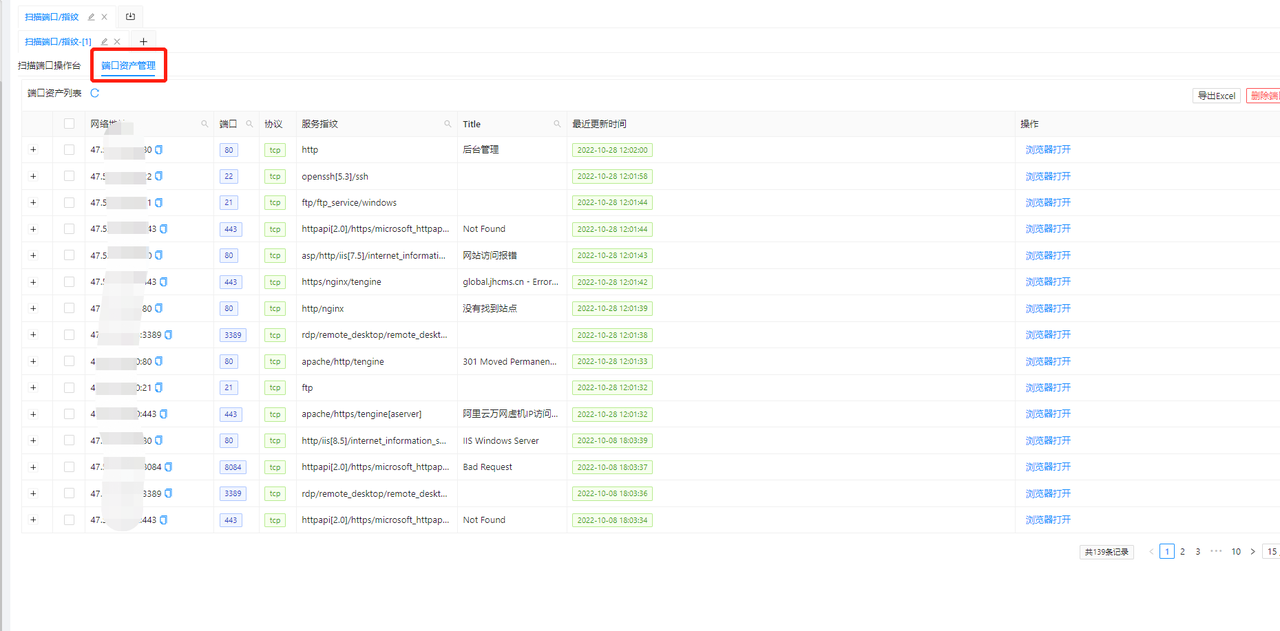 扫描端口/指纹
扫描端口/指纹-[1]
扫描端口操作台 端口资产管理
端口资产列表 导出Excel 删除端
网络地 端口 协议 服务指纹 Title 最近更新时间 操作
+ 47. 80 80 tcp http 后台管理 2022-10-28 12:02:00 浏览器打开
+ 47.5 2 22 tcp openssh[5.3]/ssh 2022-10-28 12:01:58 浏览器打开
+ 47.5 1 21 tcp ftp/ftp_service/windows 2022-10-28 12:01:44 浏览器打开
+ 47.5 43 443 tcp httpapi[2.0]/https/microsoft_httpap... Not Found 2022-10-28 12:01:44 浏览器打开
+ 47.5 0 80 tcp asp/http/iis[7.5]/internet_informati... 网站访问报错 2022-10-28 12:01:43 浏览器打开
+ 47.5 443 443 tcp https/nginx/tengine global.jhcms.cn - Error... 2022-10-28 12:01:42 浏览器打开
+ 47. 80 80 tcp http/nginx 没有找到站点 2022-10-28 12:01:39 浏览器打开
+ 47 :3389 3389 tcp rdp/remote_desktop/remote_deskt... 2022-10-28 12:01:38 浏览器打开
+ 4 0:80 80 tcp apache/http/tengine 301 Moved Permanen... 2022-10-28 12:01:33 浏览器打开
+ 4 0:21 21 tcp ftp 2022-10-28 12:01:32 浏览器打开
+ 4 :443 443 tcp apache/https/tengine[aserver] 阿里云万网虚机IP访问... 2022-10-28 12:01:32 浏览器打开
+ 47. 80 80 tcp http/iis[8.5]/internet_information_s... IIS Windows Server 2022-10-08 18:03:39 浏览器打开
+ 47.5 8084 8084 tcp httpapi[2.0]/https/microsoft_httpap... Bad Request 2022-10-08 18:03:37 浏览器打开
+ 47. 3389 3389 tcp rdp/remote_desktop/remote_deskt... 2022-10-08 18:03:36 浏览器打开
+ 47. :443 443 tcp httpapi[2.0]/https/microsoft_httpap... Not Found 2022-10-08 18:03:34 浏览器打开
共139条记录 < 1 2 3 ••• 10 > 15